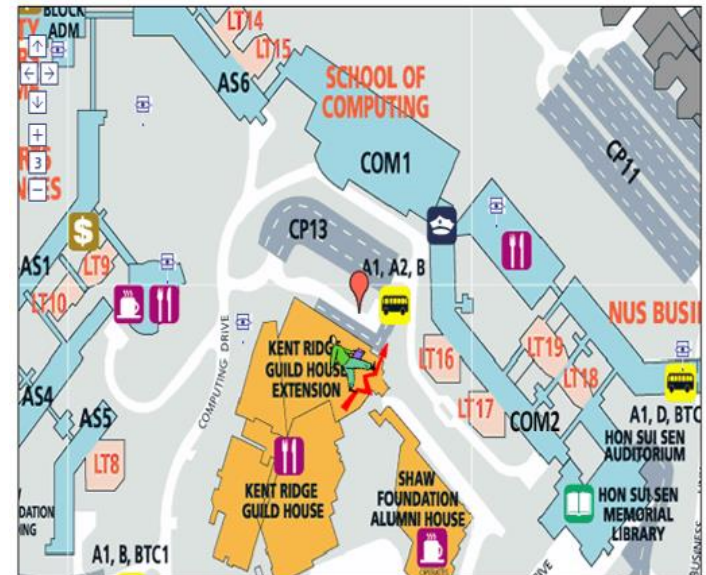 BLOCK
ADM
LT14
LT15
AS6
SCHOOL OF
COMPUTING
COM1
CP11
3
CP13
$
AS1
LT9
LT10
A1, A2, B
NUS BUSI
KENT RIDGE
GUILD HOUSE
EXTENSION
LT16
LT19
LT18
LT17
COM2
COMPUTING DRIVE
AS4
AS5
LT8
A1, D, BTC
HON SUI SEN
AUDITORIUM
KENT RIDGE
GUILD HOUSE
SHAW
FOUNDATION
ALUMNI HOUSE
HON SUI SEN
MEMORIAL
LIBRARY
DATION
A1, B, BTC1
BUSINESS